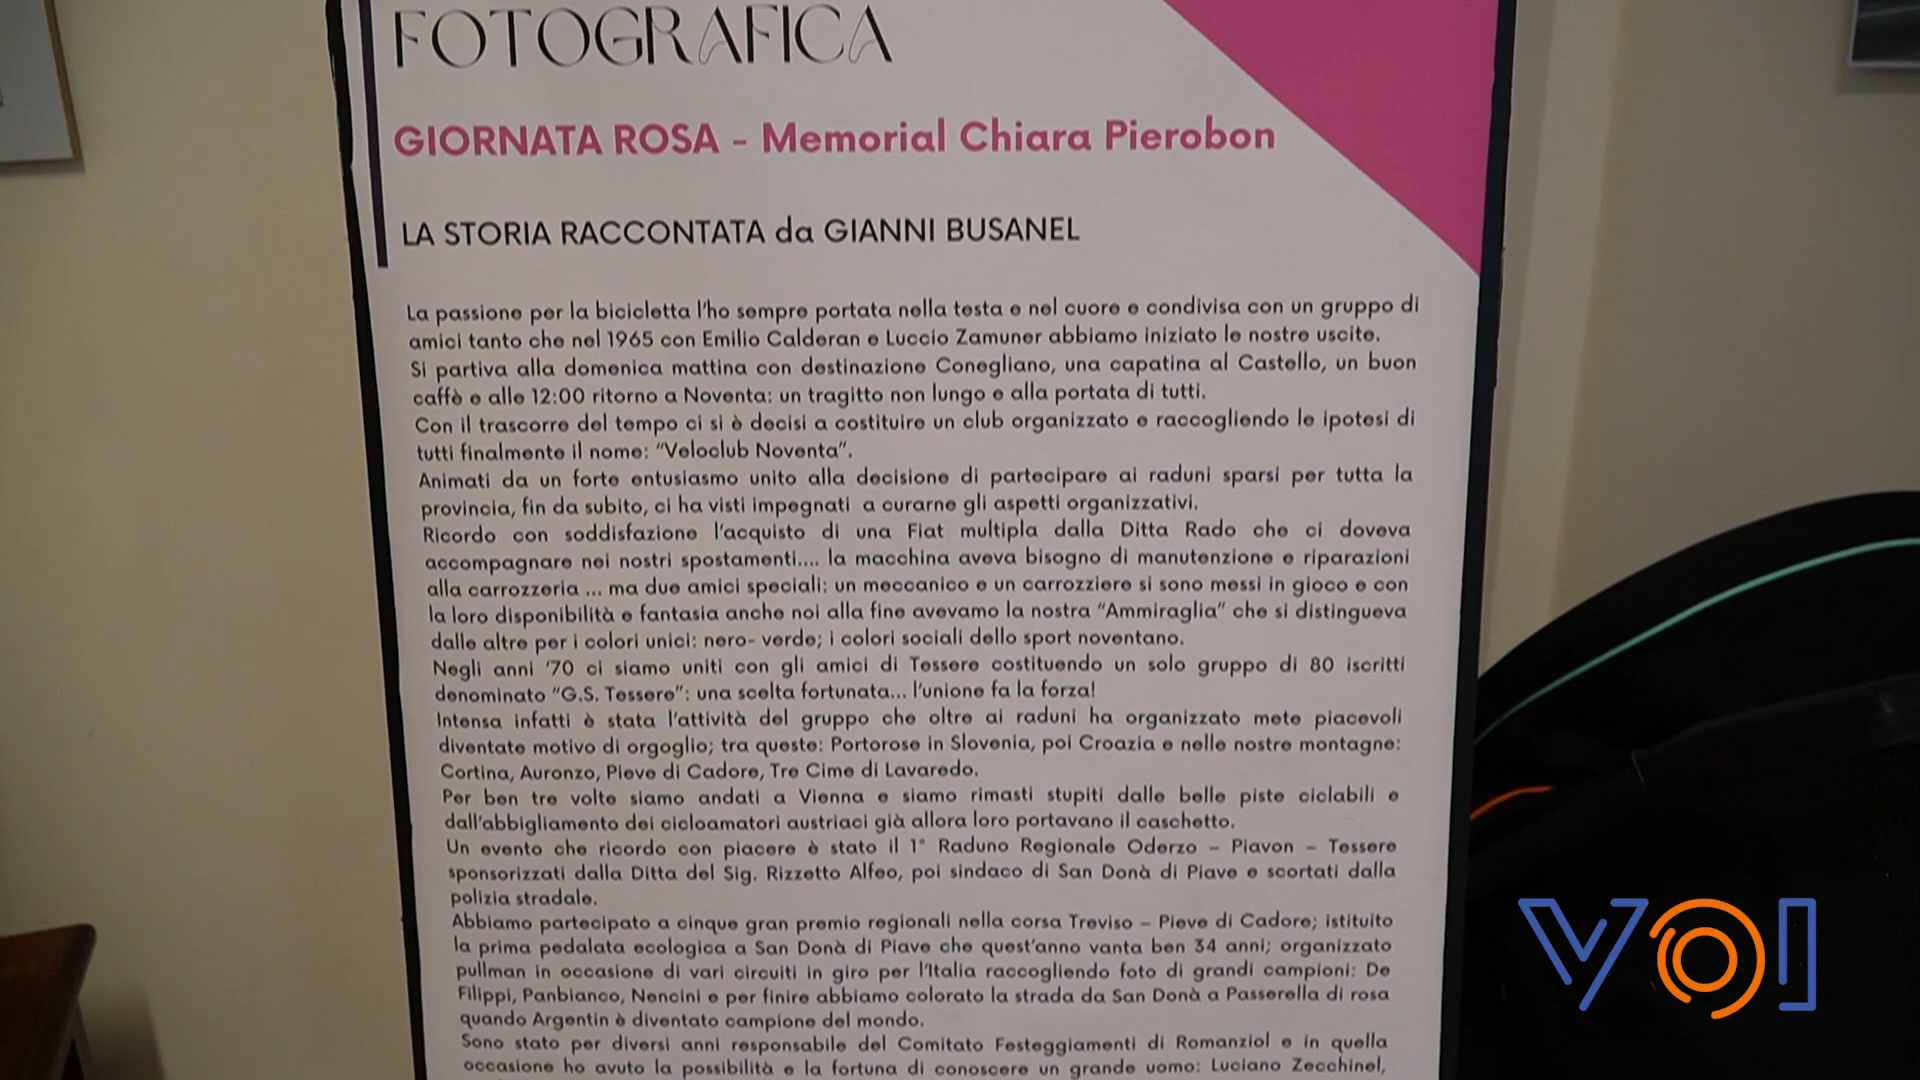 FOTOGRAFICA
GIORNATA ROSA - Memorial Chiara Pierobon
LA STORIA RACCONTATA da GIANNI BUSANEL
La passione per la bicicletta l'ho sempre portata nella testa e nel cuore e condivisa con un gruppo di
amici tanto che nel 1965 con Emilio Calderan e Luccio Zamuner abbiamo iniziato le nostre uscite.
Si partiva alla domenica mattina con destinazione Conegliano, una capatina al Castello, un buon
caffè e alle 12:00 ritorno a Noventa: un tragitto non lungo e alla portata di tutti.
Con il trascorre del tempo ci si è decisi a costituire un club organizzato e raccogliendo le ipotesi di
tutti finalmente il nome: "Veloclub Noventa".
Animati da un forte entusiasmo unito alla decisione di partecipare ai raduni sparsi per tutta la
provincia, fin da subito, ci ha visti impegnati a curarne gli aspetti organizzativi.
Ricordo con soddisfazione l'acquisto di una Fiat multipla dalla Ditta Rado che ci doveva
accompagnare nei nostri spostamenti.... la macchina aveva bisogno di manutenzione e riparazioni
alla carrozzeria ... ma due amici speciali: un meccanico e un carrozziere si sono messi in gioco e con
la loro disponibilità e fantasia anche noi alla fine avevamo la nostra "Ammiraglia" che si distingueva
dalle altre per i colori unici: nero- verde; i colori sociali dello sport noventano.
Negli anni '70 ci siamo uniti con gli amici di Tessere costituendo un solo gruppo di 80 iscritti
denominato "G.S. Tessere": una scelta fortunata... l'unione fa la forza!
Intensa infatti è stata l'attività del gruppo che oltre ai raduni ha organizzato mete piacevoli
diventate motivo di orgoglio; tra queste: Portorose in Slovenia, poi Croazia e nelle nostre montagne:
Cortina, Auronzo, Pieve di Cadore, Tre Cime di Lavaredo.
Per ben tre volte siamo andati a Vienna e siamo rimasti stupiti dalle belle piste ciclabili e
dall'abbigliamento dei cicloamatori austriaci già allora loro portavano il caschetto.
Un evento che ricordo con piacere è stato il 1° Raduno Regionale Oderzo – Piavon – Tessere
sponsorizzati dalla Ditta del Sig. Rizzetto Alfeo, poi sindaco di San Donà di Piave e scortati dalla
polizia stradale.
Abbiamo partecipato a cinque gran premio regionali nella corsa Treviso – Pieve di Cadore; istituito
la prima pedalata ecologica a San Donà di Piave che quest'anno vanta ben 34 anni; organizzato
pullman in occasione di vari circuiti in giro per l'Italia raccogliendo foto di grandi campioni: De
Filippi, Panbianco, Nencini e per finire abbiamo colorato la strada da San Donà a Passerella di rosa
quando Argentin è diventato campione del mondo.
Sono stato per diversi anni responsabile del Comitato Festeggiamenti di Romanziol e in quella
occasione ho avuto la possibilità e la fortuna di conoscere un grande uomo: Luciano Zecchinel,
VOI